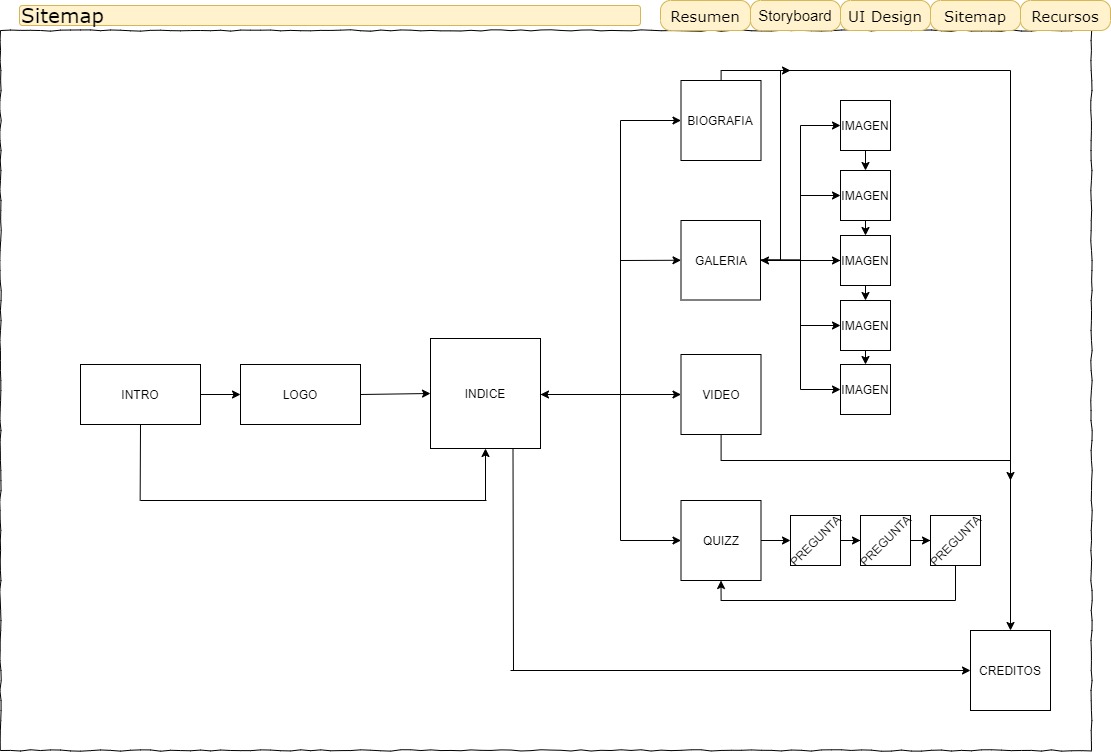 Sitemap
Resumen
Storyboard
UI Design
Sitemap
Recursos
BIOGRAFIA
IMAGEN
IMAGEN
GALERIA
IMAGEN
IMAGEN
INTRO
LOGO
INDICE
VIDEO
IMAGEN
QUIZZ
PREGUNTA
PREGUNTA
PREGUNTA
CREDITOS